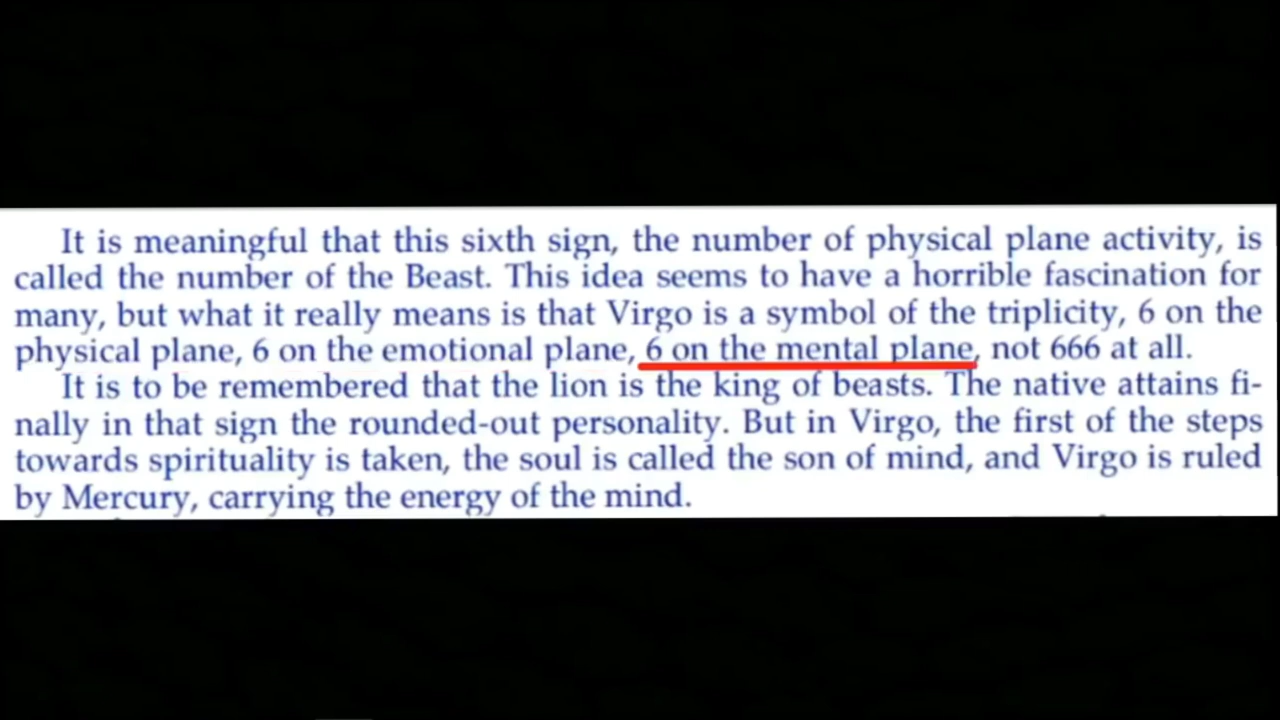 It is meaningful that this sixth sign, the number of physical plane activity, is
called the number of the Beast. This idea seems to have a horrible fascination for
many, but what it really means is that Virgo is a symbol of the triplicity, 6 on the
physical plane, 6 on the emotional plane, 6 on the mental plane, not 666 at all.
It is to be remembered that the lion is the king of beasts. The native attains fi-
nally in that sign the rounded-out personality. But in Virgo, the first of the steps
towards spirituality is taken, the soul is called the son of mind, and Virgo is ruled
by Mercury, carrying the energy of the mind.